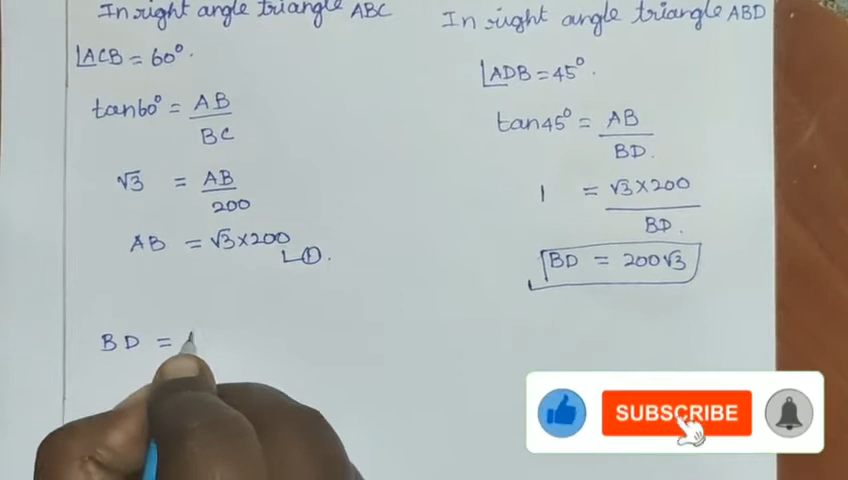 In right angle triangle ABC
∠ACB = 60°.
tan60° = AB
BC
√3 = AB
200
AB = √3×200
①.
BD =
In right angle triangle ABD
∠ADB = 45°.
tan45° = AB
BD.
1 = √3×200
BD.
BD = 200√3
SUBSCRIBE